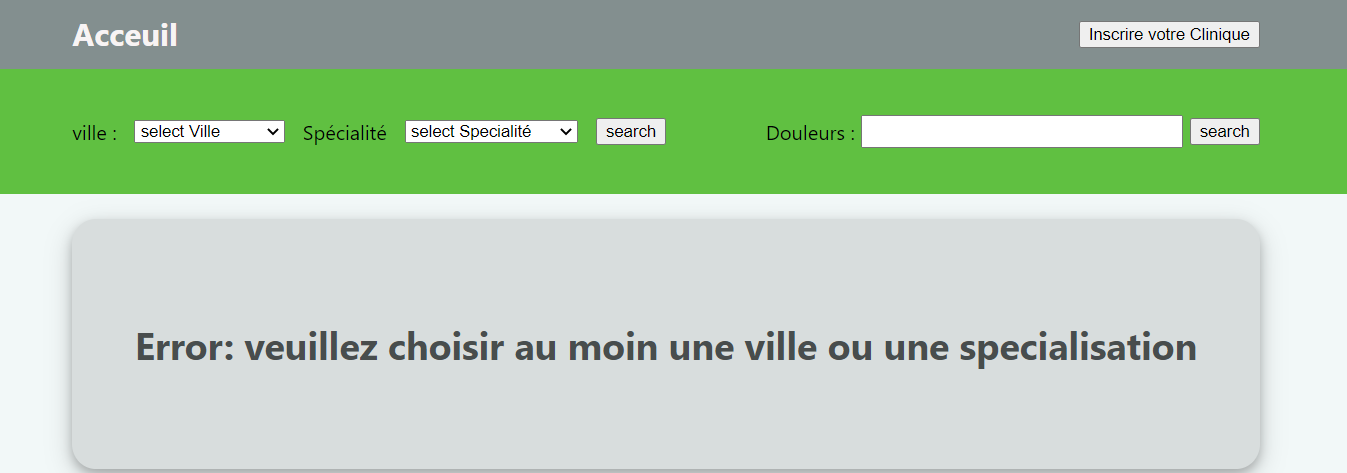 Acceuil Inscrire votre Clinique
ville : select Ville Spécialité select Specialité search Douleurs : search
Error: veuillez choisir au moin une ville ou une specialisation